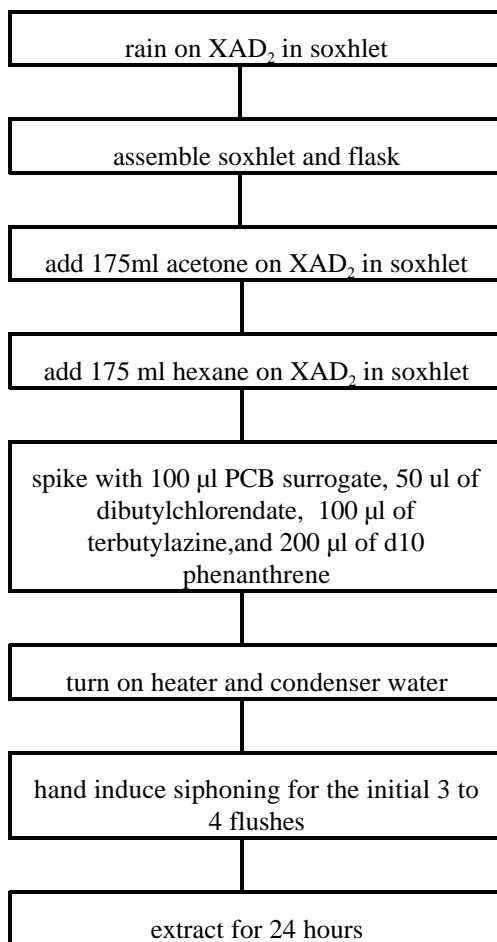 rain on XAD₂ in soxhlet
assemble soxhlet and flask
add 175ml acetone on XAD₂ in soxhlet
add 175 ml hexane on XAD₂ in soxhlet
spike with 100 µl PCB surrogate, 50 ul of
dibutylchlorendate,  100 µl of
terbutylazine,and 200 µl of d10
phenanthrene
turn on heater and condenser water
hand induce siphoning for the initial 3 to
4 flushes
extract for 24 hours